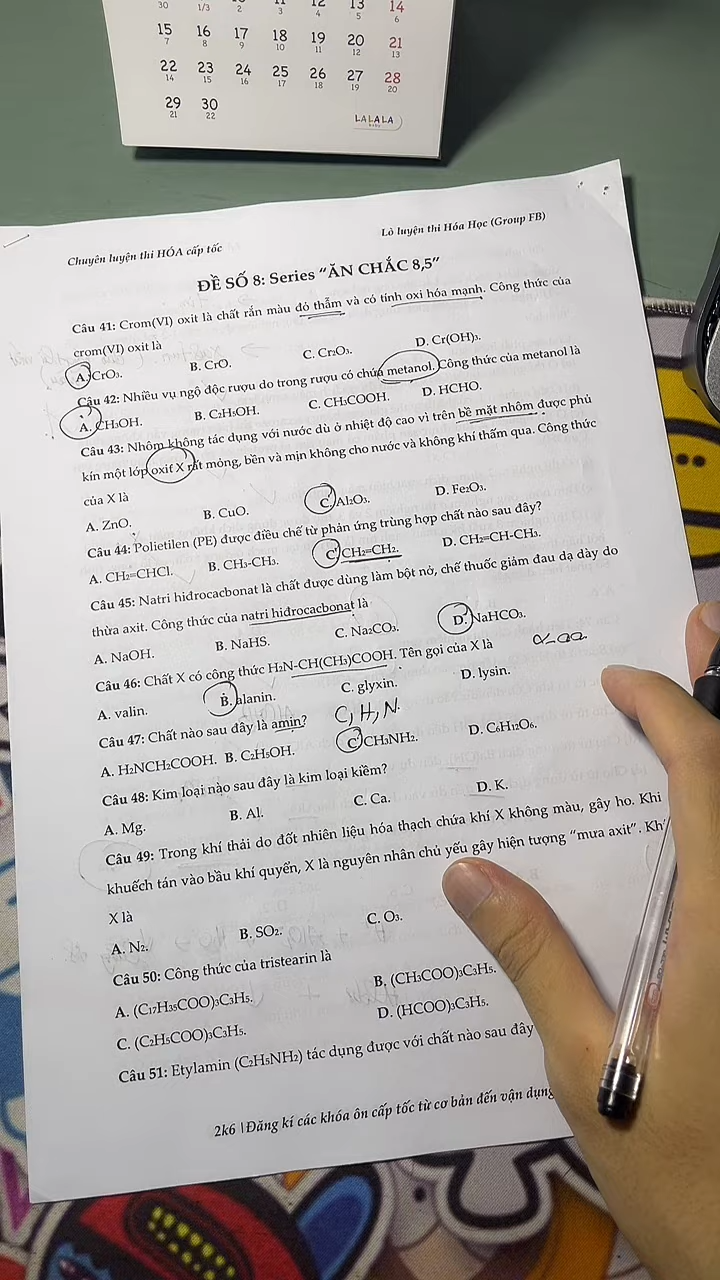 30 1/3 2 3 4 5 6
11 12 13 14
15 16 17 18 19 20 21
7 8 9 10 11 12 13
22 23 24 25 26 27 28
14 15 16 17 18 19 20
29 30
21 22
LALALA
Chuyên luyện thi HÓA cấp tốc
Lò luyện thi Hóa Học (Group FB)
ĐỀ SỐ 8: Series “ĂN CHẮC 8,5”
Câu 41: Crom(VI) oxit là chất rắn màu đỏ thẫm và có tính oxi hóa mạnh. Công thức của
crom(VI) oxit là
A. CrO₃. B. CrO. C. Cr₂O₃. D. Cr(OH)₃.
Câu 42: Nhiều vụ ngộ độc rượu do trong rượu có chứa metanol. Công thức của metanol là
A. CH₃OH. B. C₂H₅OH. C. CH₃COOH. D. HCHO.
Câu 43: Nhôm không tác dụng với nước dù ở nhiệt độ cao vì trên bề mặt nhôm được phủ
kín một lớp oxit X rất mỏng, bền và mịn không cho nước và không khí thấm qua. Công thức
của X là
A. ZnO. B. CuO. C. Al₂O₃. D. Fe₂O₃.
Câu 44: Polietilen (PE) được điều chế từ phản ứng trùng hợp chất nào sau đây?
A. CH₂=CHCl. B. CH₃-CH₃. C. CH₂=CH₂. D. CH₂=CH-CH₃.
Câu 45: Natri hiđrocacbonat là chất được dùng làm bột nở, chế thuốc giảm đau dạ dày do
thừa axit. Công thức của natri hiđrocacbonat là
A. NaOH. B. NaHS. C. Na₂CO₃. D. NaHCO₃.
Câu 46: Chất X có công thức H₂N-CH(CH₃)COOH. Tên gọi của X là
A. valin. B. alanin. C. glyxin. D. lysin.
Câu 47: Chất nào sau đây là amin? C, H, N
A. H₂NCH₂COOH. B. C₂H₅OH. C. CH₃NH₂. D. C₆H₁₂O₆.
Câu 48: Kim loại nào sau đây là kim loại kiềm?
A. Mg. B. Al. C. Ca. D. K.
Câu 49: Trong khí thải do đốt nhiên liệu hóa thạch chứa khí X không màu, gây ho. Khi
khuếch tán vào bầu khí quyển, X là nguyên nhân chủ yếu gây hiện tượng “mưa axit”. Kh
X là
A. N₂. B. SO₂. C. O₃.
Câu 50: Công thức của tristearin là
A. (C₁₇H₃₅COO)₃C₃H₅. B. (CH₃COO)₃C₃H₅.
C. (C₂H₅COO)₃C₃H₅. D. (HCOO)₃C₃H₅.
Câu 51: Etylamin (C₂H₅NH₂) tác dụng được với chất nào sau đây
2k6 | Đăng kí các khóa ôn cấp tốc từ cơ bản đến vận dụng